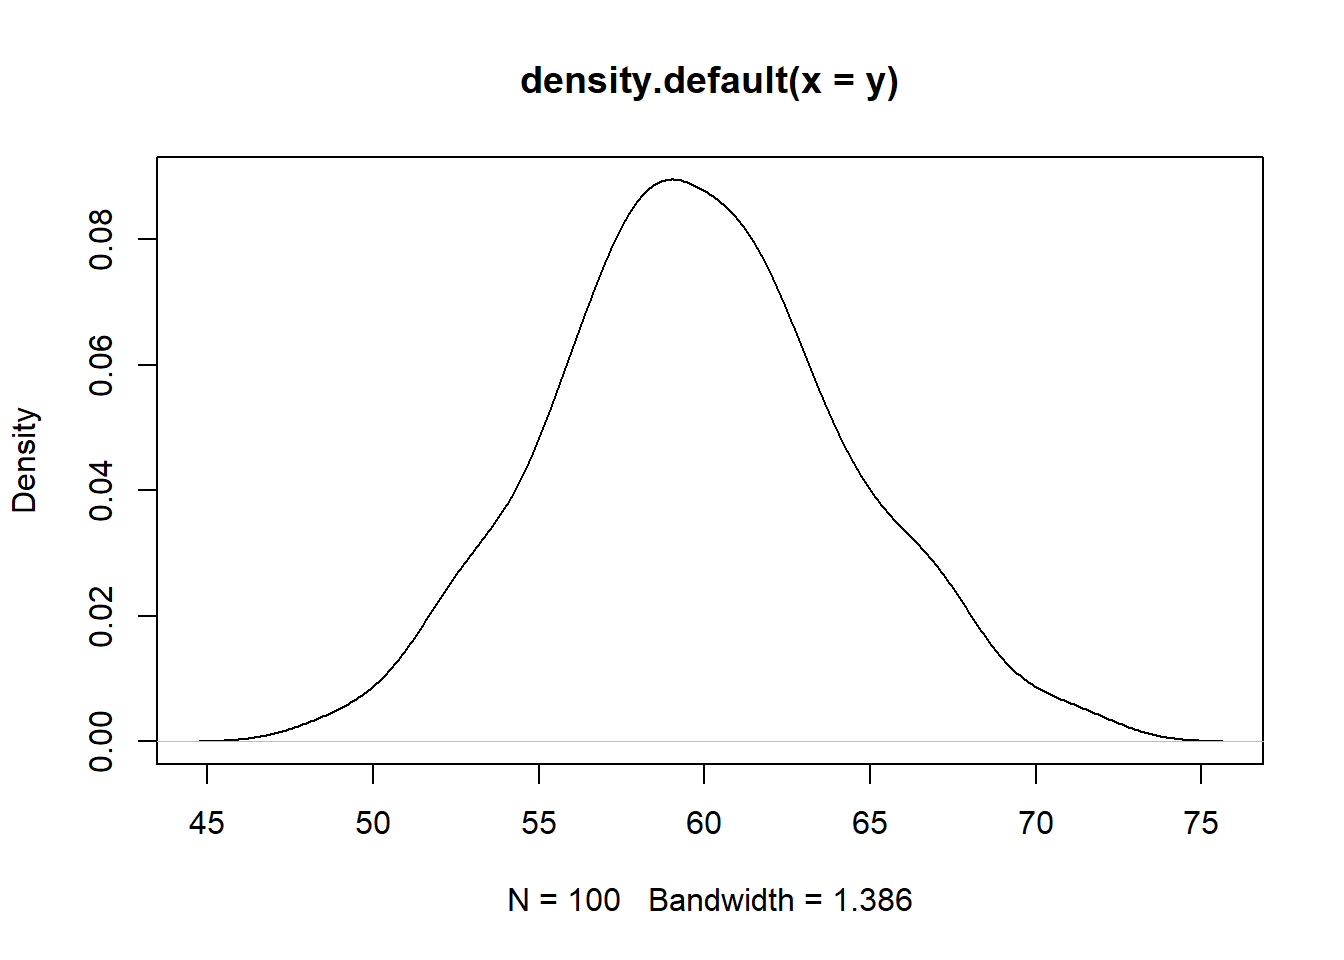 density.default(x = y)
Density
0.00 0.02 0.04 0.06 0.08
45 50 55 60 65 70 75
N = 100 Bandwidth = 1.386